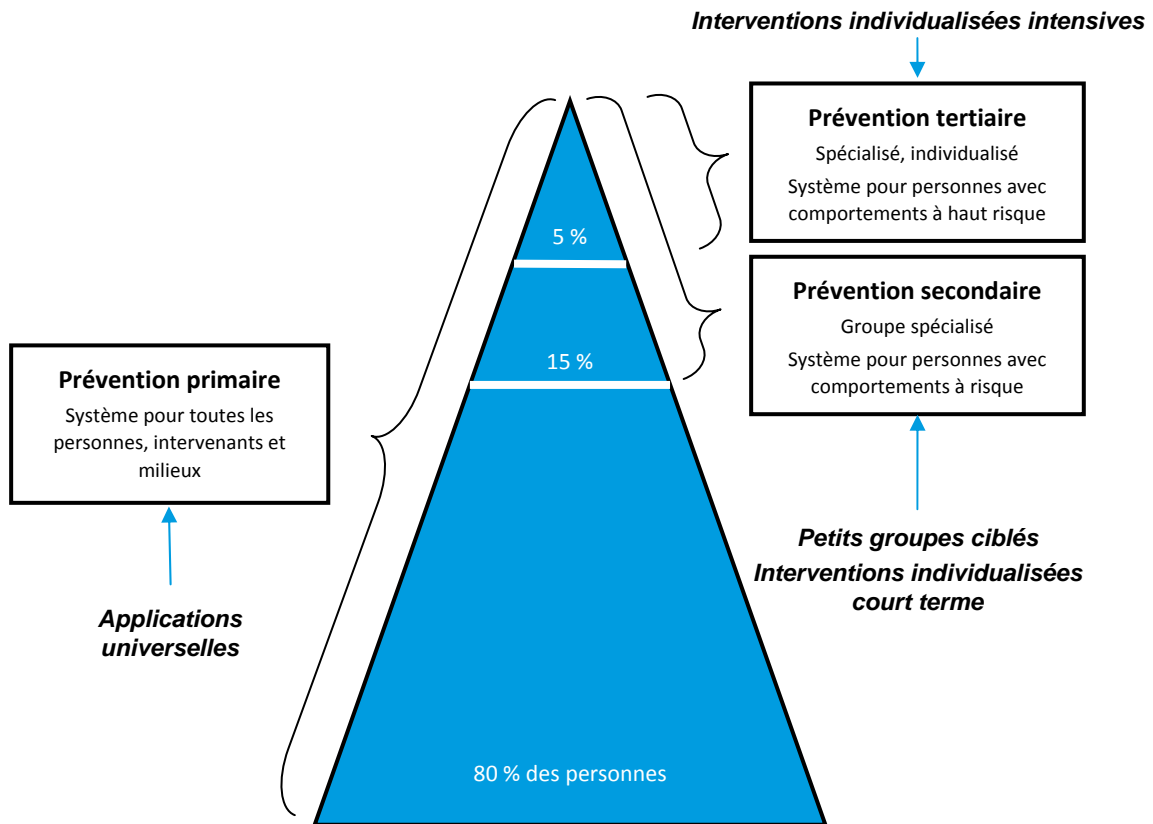 Interventions individualisées intensives
Prévention tertiaire
Spécialisé, individualisé
Système pour personnes avec
comportements à haut risque
5 %
Prévention secondaire
Groupe spécialisé
Système pour personnes avec
comportements à risque
15 %
Prévention primaire
Système pour toutes les
personnes, intervenants et
milieux
Petits groupes ciblés
Interventions individualisées
court terme
Applications
universelles
80 % des personnes